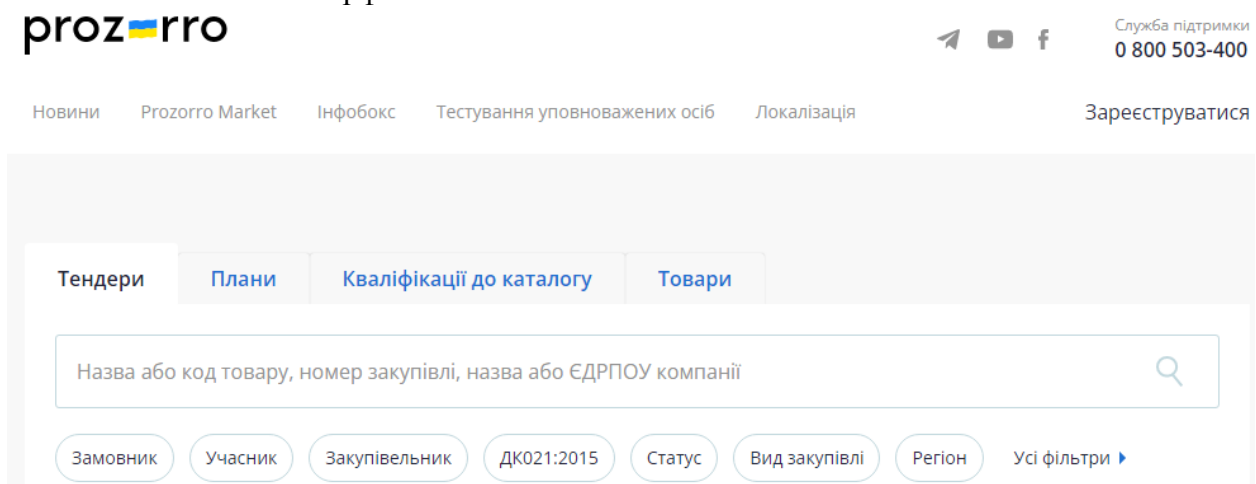 prozorro
Служба підтримки
0 800 503-400
Новини Prozorro Market Інфобокс Тестування уповноважених осіб Локалізація Зареєструватися
Тендери Плани Кваліфікації до каталогу Товари
Назва або код товару, номер закупівлі, назва або ЄДРПОУ компанії
Замовник Учасник Закупівельник ДК021:2015 Статус Вид закупівлі Регіон Усі фільтри